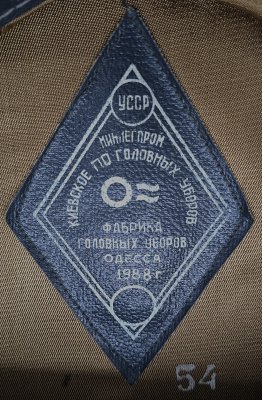 УССР
МИНЛЕГПРОМ
КИЕВСКОЕ ПО ГОЛОВНЫХ УБОРОВ
ФАБРИКА
ГОЛОВНЫХ УБОРОВ
ОДЕССА
1988 г
54